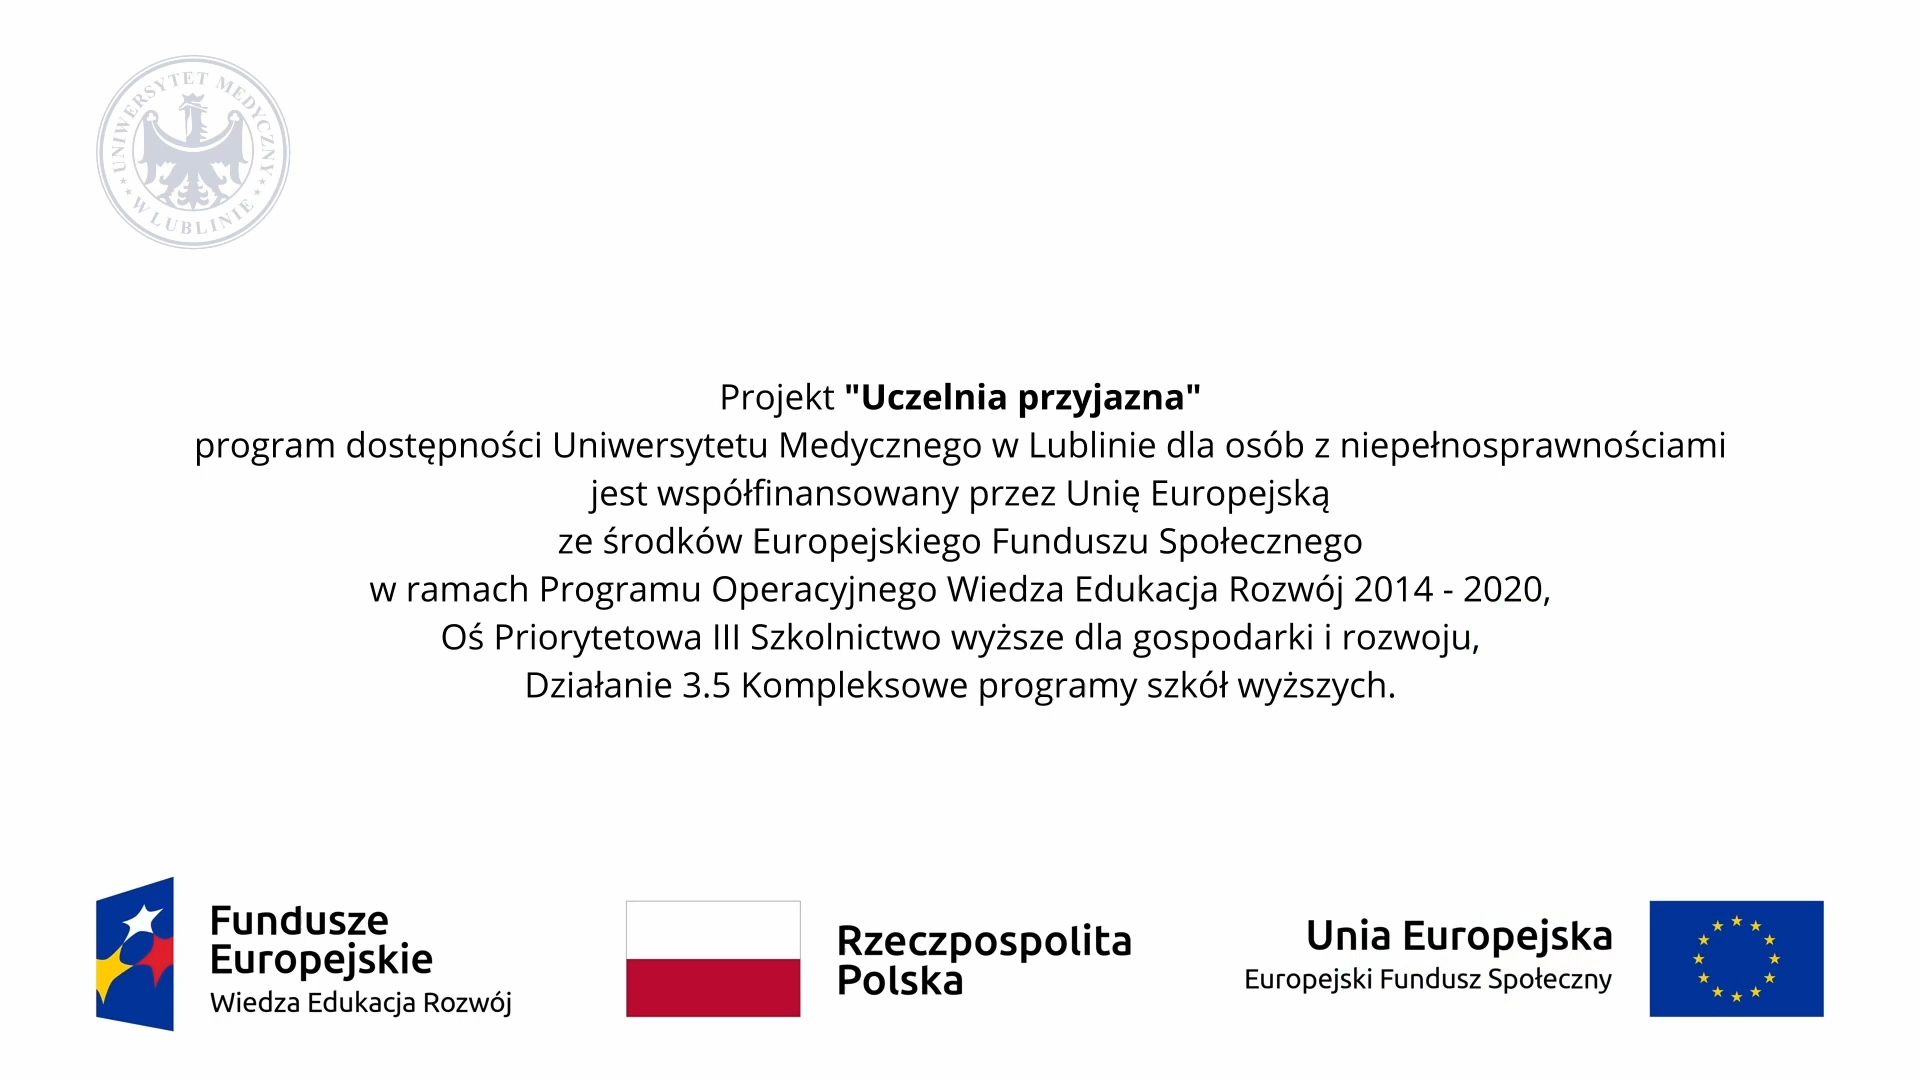 UNIWERSYTET MEDYCZNY
W LUBLINIE
Projekt "Uczelnia przyjazna"
program dostępności Uniwersytetu Medycznego w Lublinie dla osób z niepełnosprawnościami
jest współfinansowany przez Unię Europejską
ze środków Europejskiego Funduszu Społecznego
w ramach Programu Operacyjnego Wiedza Edukacja Rozwój 2014 - 2020,
Oś Priorytetowa III Szkolnictwo wyższe dla gospodarki i rozwoju,
Działanie 3.5 Kompleksowe programy szkół wyższych.
Fundusze
Europejskie
Wiedza Edukacja Rozwój
Rzeczpospolita
Polska
Unia Europejska
Europejski Fundusz Społeczny